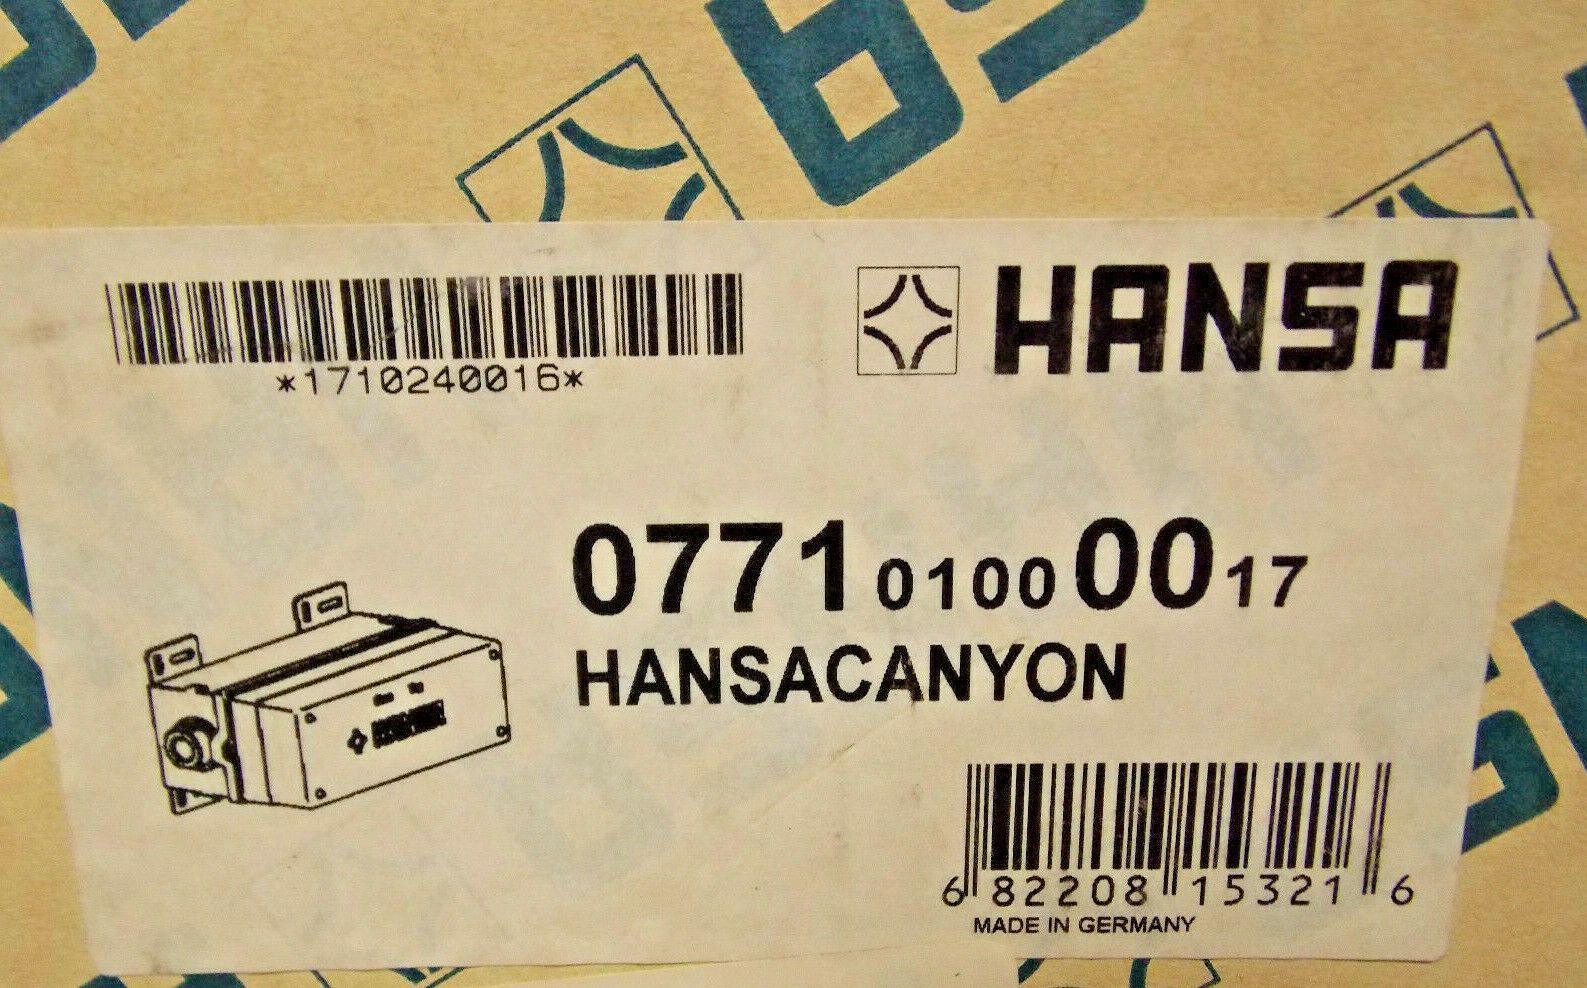 HANSA
*1710240016*
0771 0100 00 17
HANSACANYON
6 82208 15321 6
MADE IN GERMANY